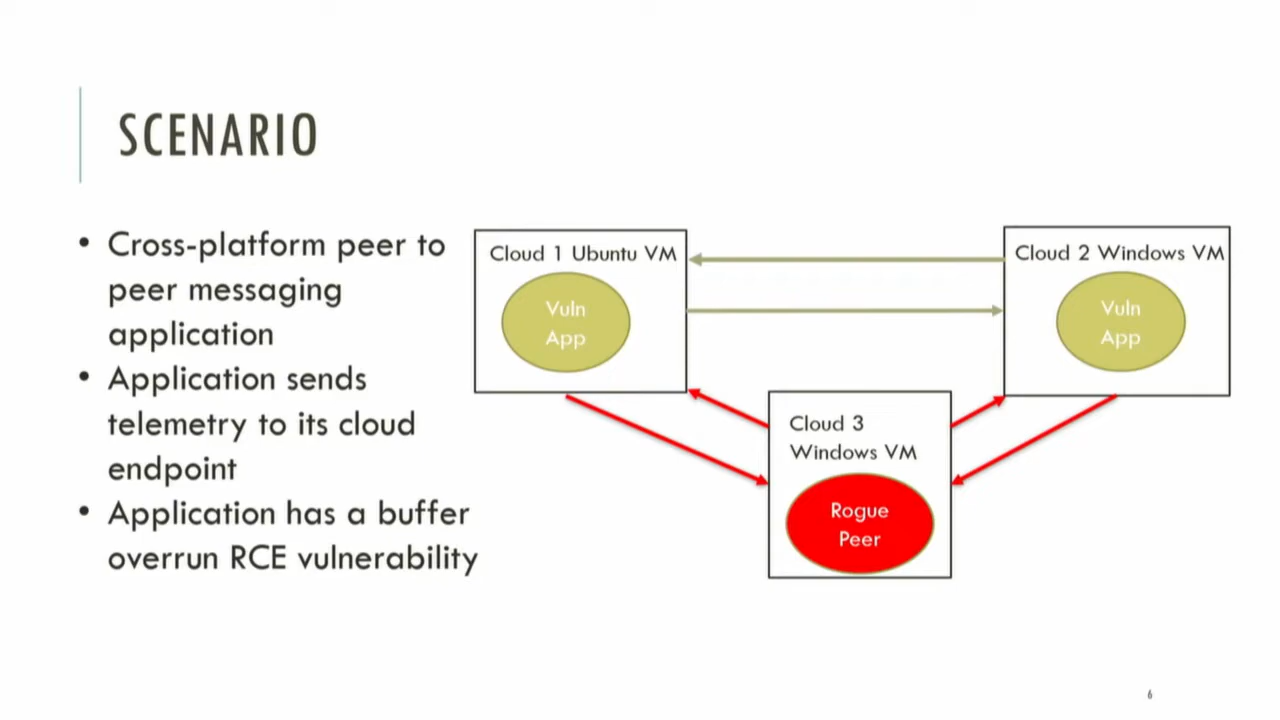 SCENARIO
• Cross-platform peer to
peer messaging
application
• Application sends
telemetry to its cloud
endpoint
• Application has a buffer
overrun RCE vulnerability
Cloud 1 Ubuntu VM
Vuln
App
Cloud 2 Windows VM
Vuln
App
Cloud 3
Windows VM
Rogue
Peer
6